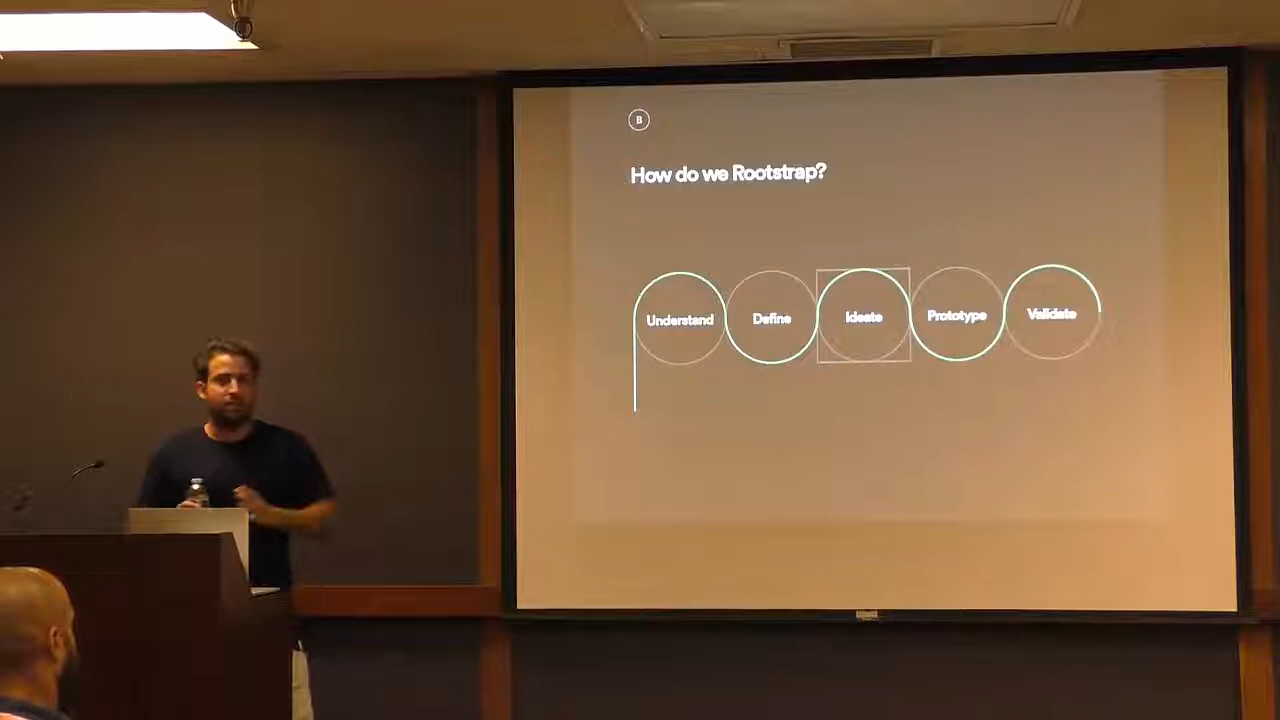 B
How do we Rootstrap?
Understand
Define
Ideate
Prototype
Validate